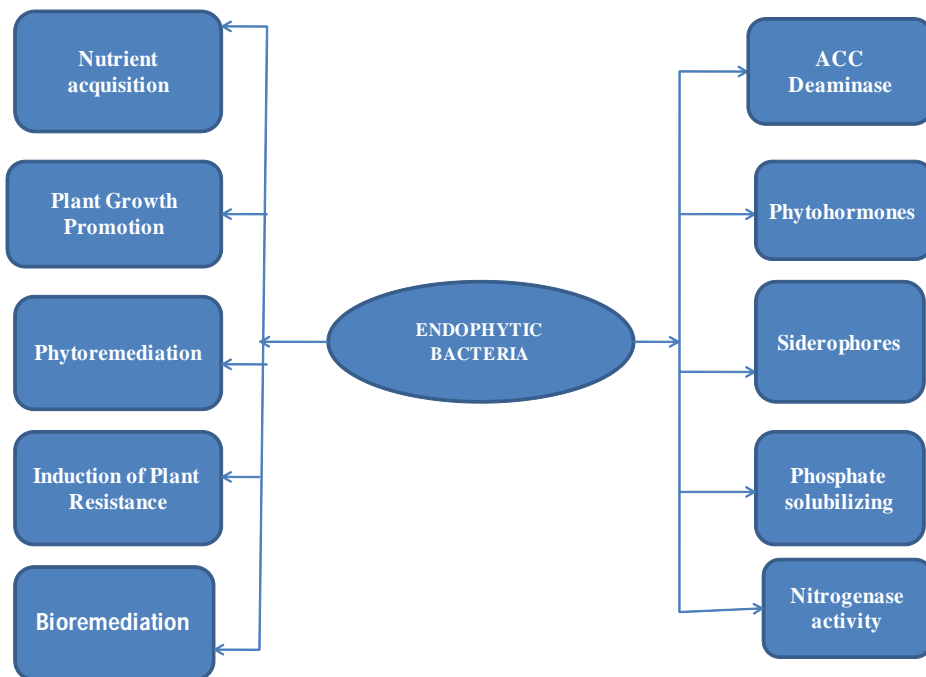 Nutrient
acquisition
Plant Growth
Promotion
Phytoremediation
Induction of Plant
Resistance
Bioremediation
ENDOPHYTIC
BACTERIA
ACC
Deaminase
Phytohormones
Siderophores
Phosphate
solubilizing
Nitrogenase
activity